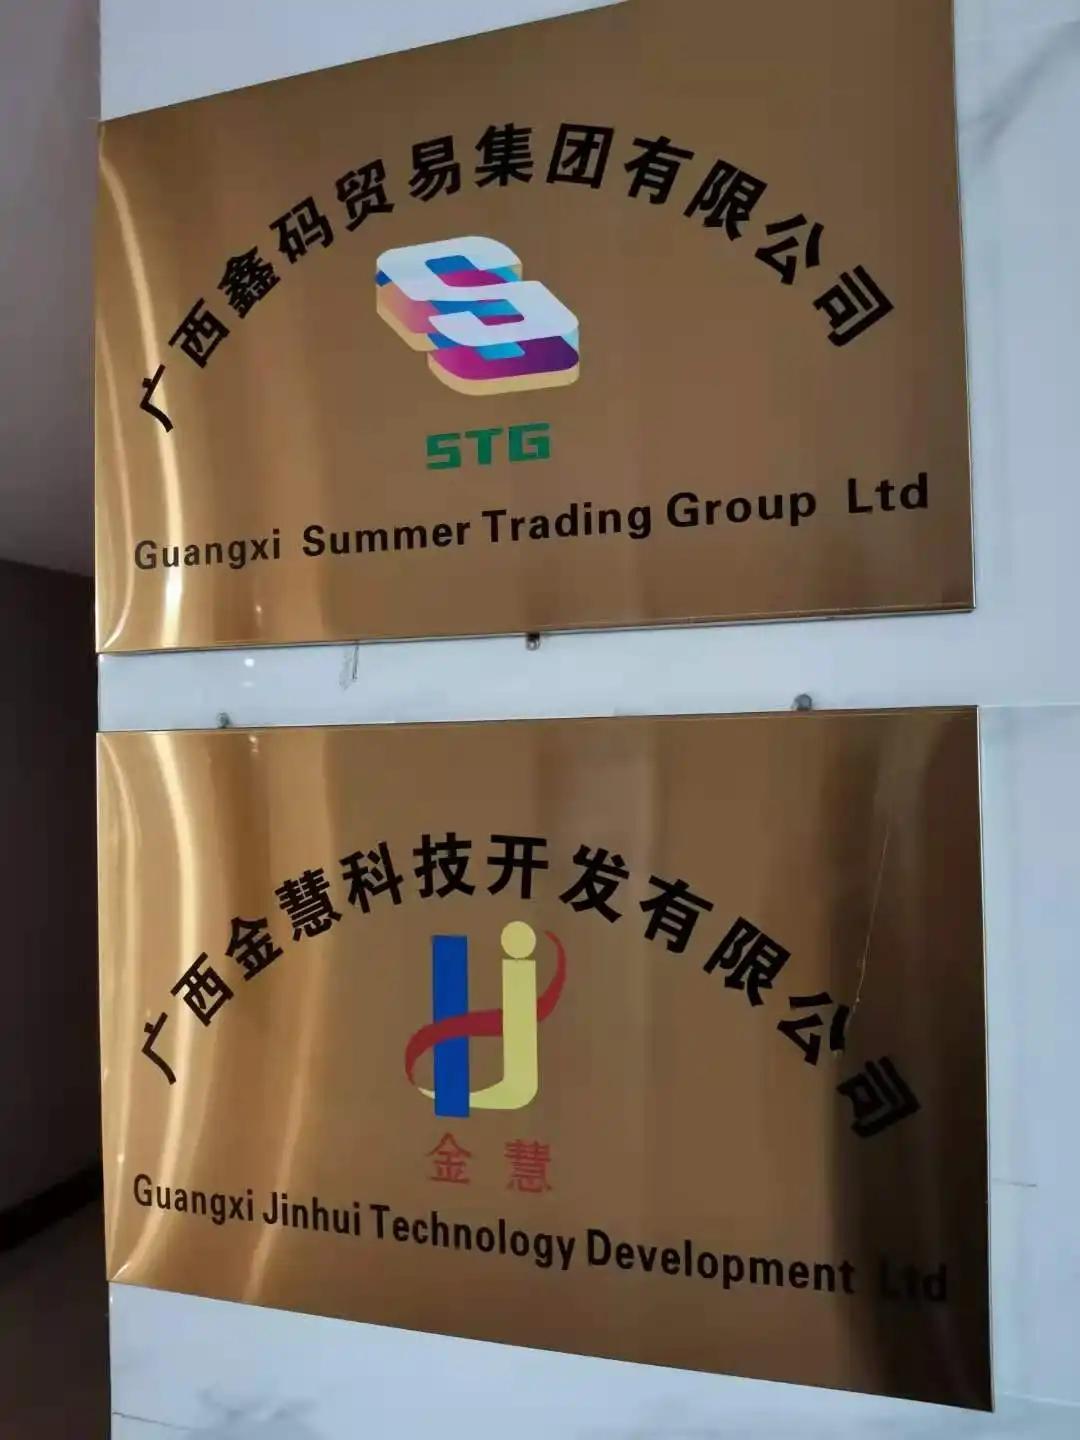 广西鑫码贸易集团有限公司
STG
Guangxi Summer Trading Group Ltd
广西金慧科技开发有限公司
金慧
Guangxi Jinhui Technology Development Ltd